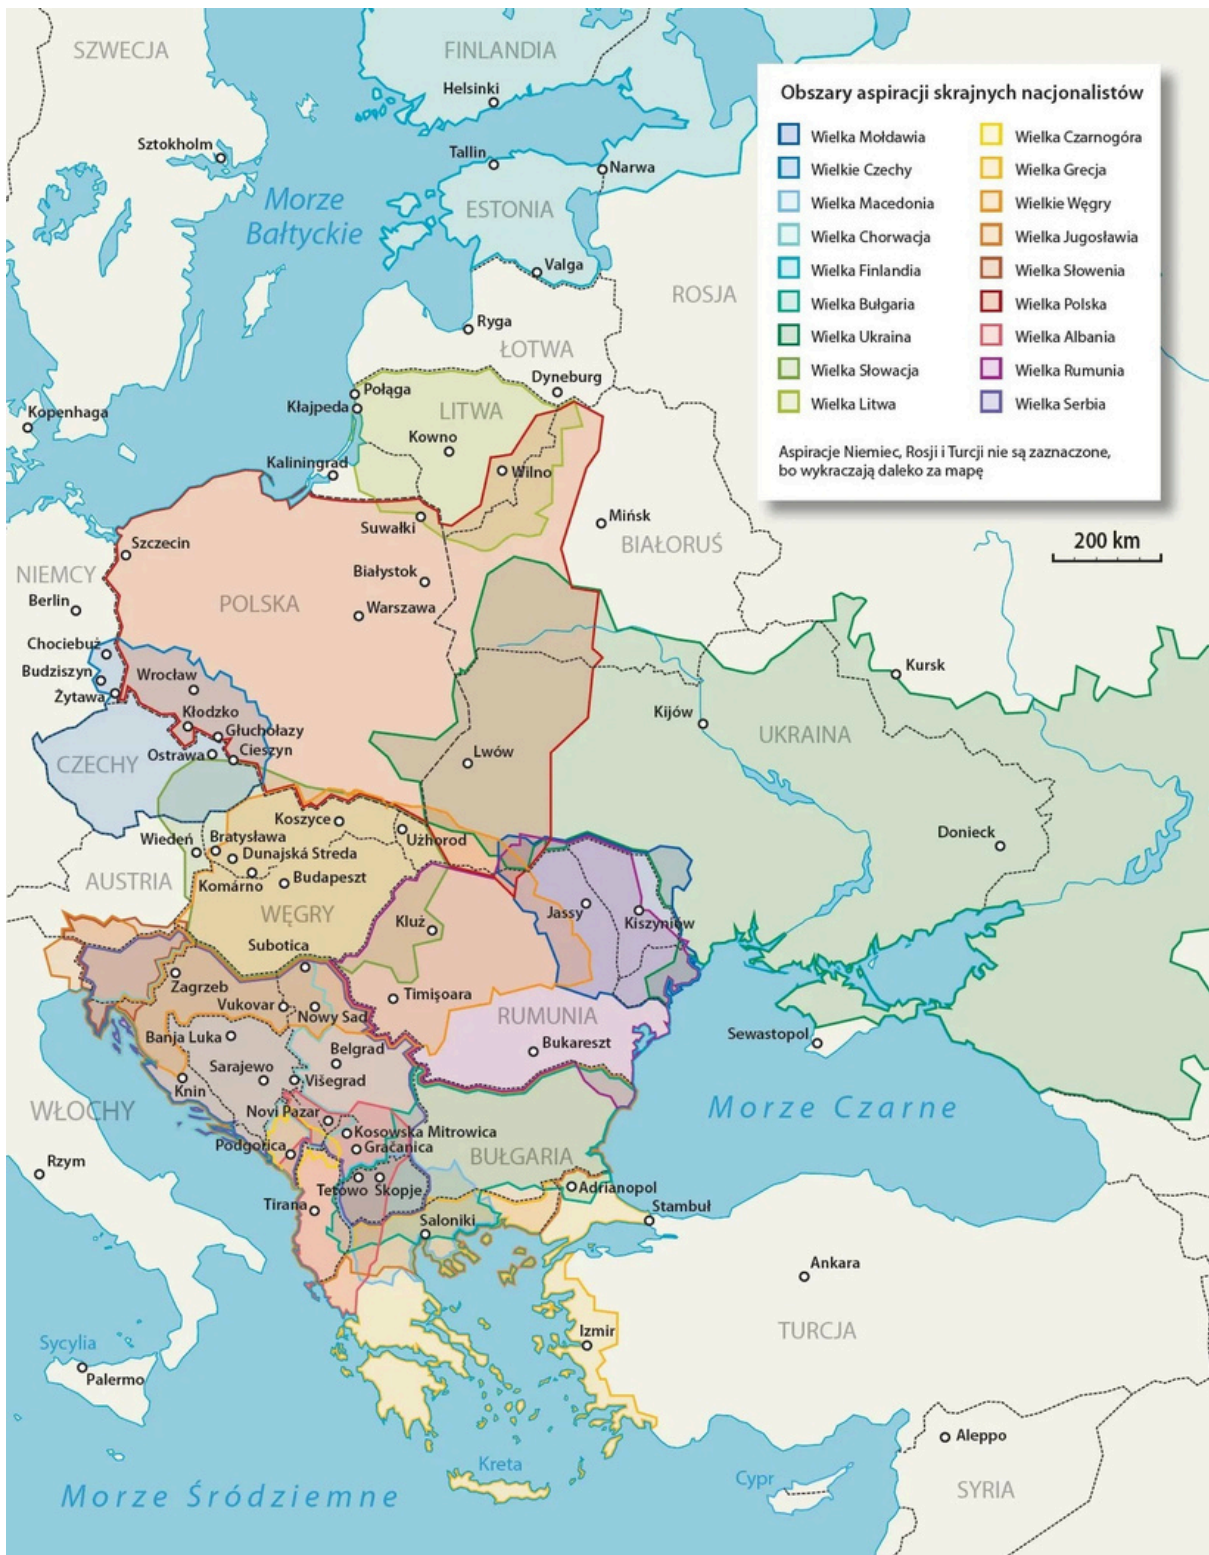 SZWECJA
FINLANDIA
Helsinki
Sztokholm
Tallin
Narwa
Morze
Bałtyckie
ESTONIA
Valga
ROSJA
Ryga
ŁOTWA
Dyneburg
Połąga
Kłajpeda
LITWA
Kopenhaga
Kowno
Kaliningrad
Wilno
Obszary aspiracji skrajnych nacjonalistów
Wielka Mołdawia
Wielkie Czechy
Wielka Macedonia
Wielka Chorwacja
Wielka Finlandia
Wielka Bułgaria
Wielka Ukraina
Wielka Słowacja
Wielka Litwa
Wielka Czarnogóra
Wielka Grecja
Wielkie Węgry
Wielka Jugosławia
Wielka Słowenia
Wielka Polska
Wielka Albania
Wielka Rumunia
Wielka Serbia
Aspiracje Niemiec, Rosji i Turcji nie są zaznaczone,
bo wykraczają daleko za mapę
200 km
Suwałki
Mińsk
BIAŁORUŚ
Szczecin
NIEMCY
Białystok
Berlin
POLSKA
Warszawa
Chociebuż
Budziszyn
Wrocław
Żytawa
Kursk
Kłodzko
Głuchołazy
Kijów
UKRAINA
Ostrawa
Cieszyn
CZECHY
Lwów
Koszyce
Wiedeń
Bratysława
Użhorod
Donieck
Dunajská Streda
AUSTRIA
Komárno
Budapeszt
WĘGRY
Kluż
Jassy
Kiszyniów
Subotica
Zagrzeb
Timişoara
Vukovar
Nowy Sad
RUMUNIA
Banja Luka
Belgrad
Bukareszt
Sewastopol
Sarajewo
Višegrad
Knin
WŁOCHY
Novi Pazar
Morze Czarne
Kosowska Mitrowica
Podgorica
Gračanica
BUŁGARIA
Rzym
Tetowo
Skopje
Adrianopol
Tirana
Saloniki
Stambuł
Ankara
Izmir
TURCJA
Sycylia
Palermo
Aleppo
Kreta
Cypr
SYRIA
Morze Śródziemne